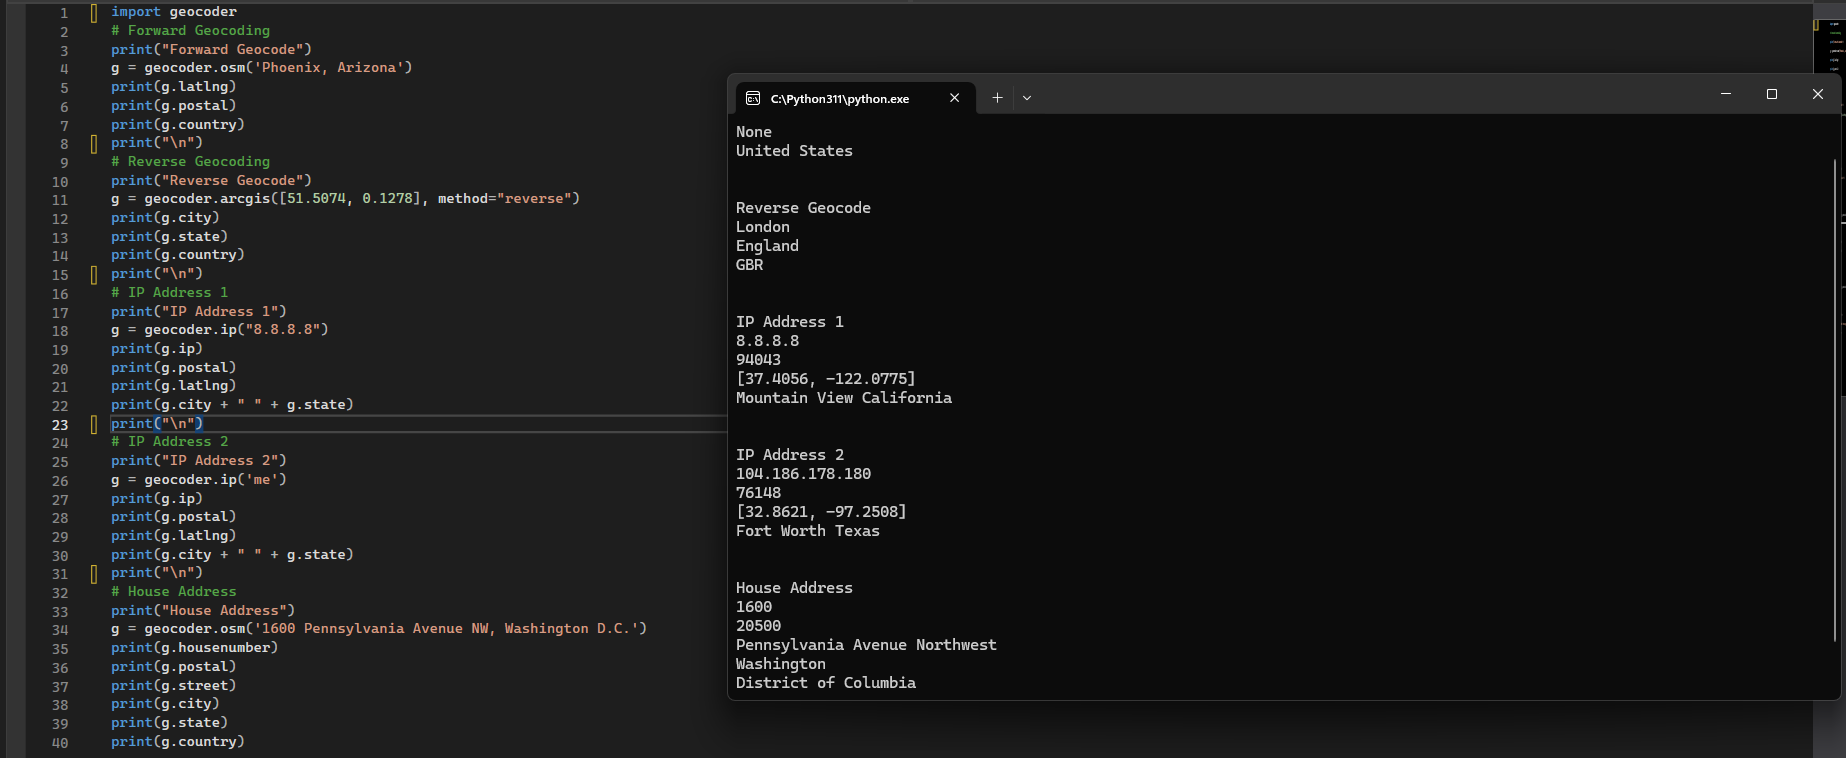 1 import geocoder
2 # Forward Geocoding
3 print("Forward Geocode")
4 g = geocoder.osm('Phoenix, Arizona')
5 print(g.latlng)
6 print(g.postal)
7 print(g.country)
8 print("\n")
9 # Reverse Geocoding
10 print("Reverse Geocode")
11 g = geocoder.arcgis([51.5074, 0.1278], method="reverse")
12 print(g.city)
13 print(g.state)
14 print(g.country)
15 print("\n")
16 # IP Address 1
17 print("IP Address 1")
18 g = geocoder.ip("8.8.8.8")
19 print(g.ip)
20 print(g.postal)
21 print(g.latlng)
22 print(g.city + " " + g.state)
23 print("\n")
24 # IP Address 2
25 print("IP Address 2")
26 g = geocoder.ip('me')
27 print(g.ip)
28 print(g.postal)
29 print(g.latlng)
30 print(g.city + " " + g.state)
31 print("\n")
32 # House Address
33 print("House Address")
34 g = geocoder.osm('1600 Pennsylvania Avenue NW, Washington D.C.')
35 print(g.housenumber)
36 print(g.postal)
37 print(g.street)
38 print(g.city)
39 print(g.state)
40 print(g.country)
C:\Python311\python.exe
None
United States
Reverse Geocode
London
England
GBR
IP Address 1
8.8.8.8
94043
[37.4056, -122.0775]
Mountain View California
IP Address 2
104.186.178.180
76148
[32.8621, -97.2508]
Fort Worth Texas
House Address
1600
20500
Pennsylvania Avenue Northwest
Washington
District of Columbia